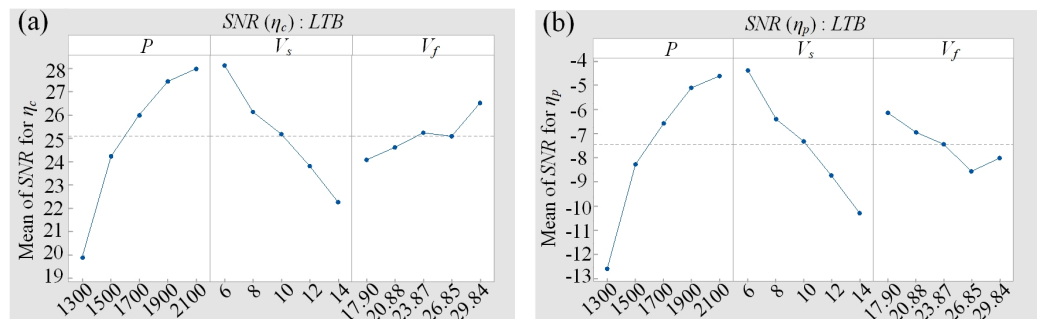 (a)
SNR (ηc) : LTB
P Vs Vf
Mean of SNR for ηc
28
27
26
25
24
23
22
21
20
19
1300 1500 1700 1900 2100 6 8 10 12 14 17.90 20.88 23.87 26.85 29.84
(b)
SNR (ηp) : LTB
P Vs Vf
Mean of SNR for ηp
-4
-5
-6
-7
-8
-9
-10
-11
-12
-13
1300 1500 1700 1900 2100 6 8 10 12 14 17.90 20.88 23.87 26.85 29.84